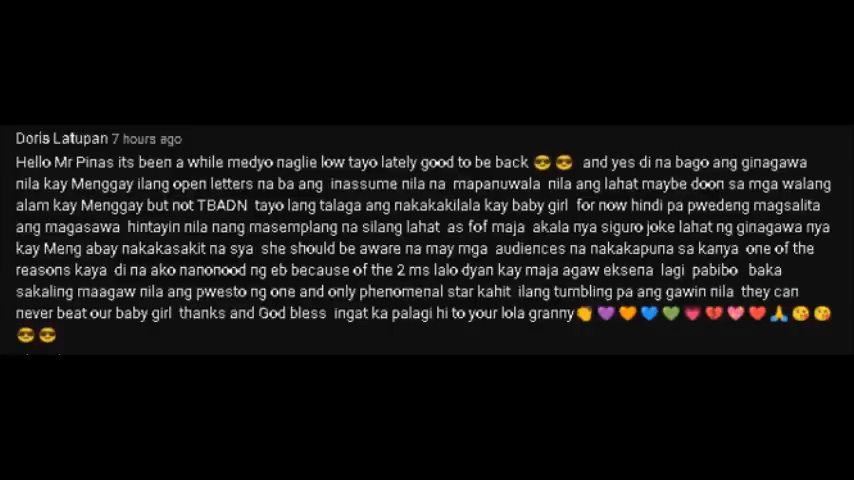 Doris Latupan 7 hours ago
Hello Mr Pinas its been a while medyo naglie low tayo lately good to be back 😎 😎 and yes di na bago ang ginagawa
nila kay Menggay ilang open letters na ba ang inassume nila na mapanuwala nila ang lahat maybe doon sa mga walang
alam kay Menggay but not TBADN tayo lang talaga ang nakakakilala kay baby girl for now hindi pa pwedeng magsalita
ang magasawa hintayin nila nang masemplang na silang lahat as fof maja akala nya siguro joke lahat ng ginagawa nya
kay Meng abay nakakasakit na sya she should be aware na may mga audiences na nakakapuna sa kanya one of the
reasons kaya di na ako nanonood ng eb because of the 2 ms lalo dyan kay maja agaw eksena lagi pabibo baka
sakaling maagaw nila ang pwesto ng one and only phenomenal star kahit ilang tumbling pa ang gawin nila they can
never beat our baby girl thanks and God bless ingat ka palagi hi to your lola granny👏💜🧡💙💚💗💔💖❤️🙏😘😘
😎😎